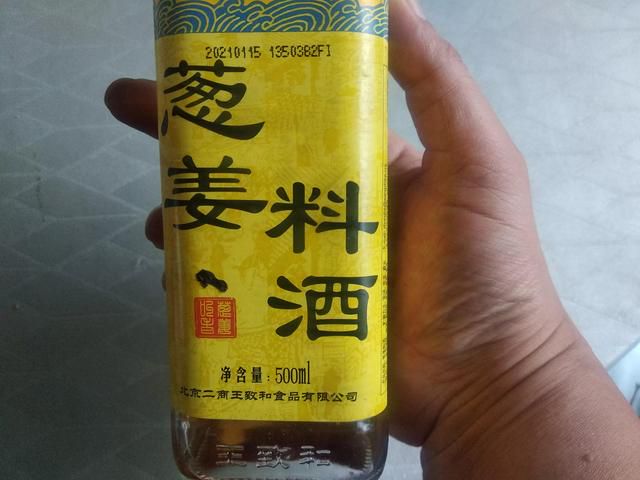 20210115 1350382FI
葱姜
料酒
净含量：500ml
北京二商王致和食品有限公司
王致和